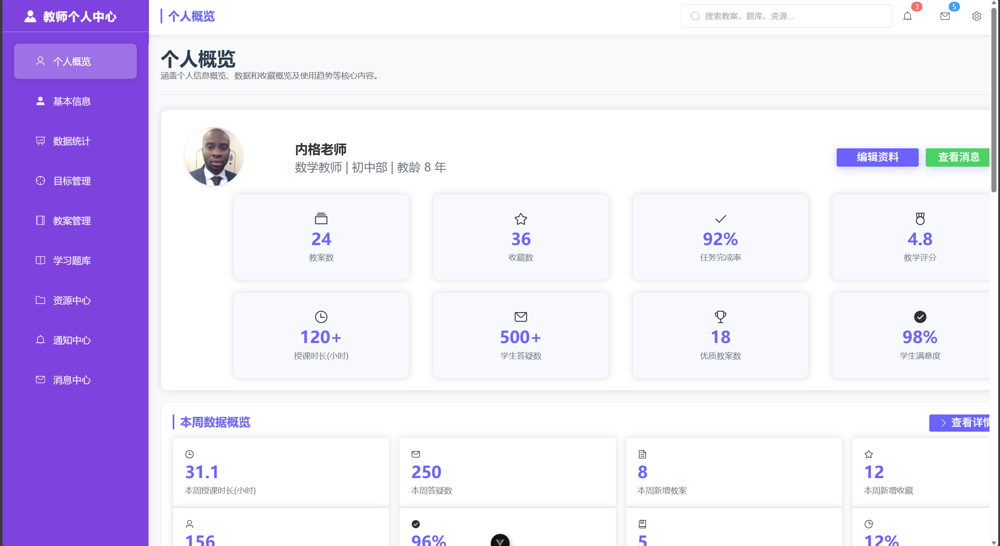 教师个人中心
个人概览
基本信息
数据统计
目标管理
教案管理
学习题库
资源中心
通知中心
消息中心
个人概览
搜索教案、题库、资源...
3
5
个人概览
涵盖个人信息概览、数据和收藏概览及使用趋势等核心内容。
内格老师
数学教师 | 初中部 | 教龄 8 年
编辑资料
查看消息
24
教案数
36
收藏数
92%
任务完成率
4.8
教学评分
120+
授课时长(小时)
500+
学生答疑数
18
优质教案数
98%
学生满意度
本周数据概览
查看详情
31.1
本周授课时长(小时)
250
本周答疑数
8
本周新增教案
12
本周新增收藏
156
96%
5
12%